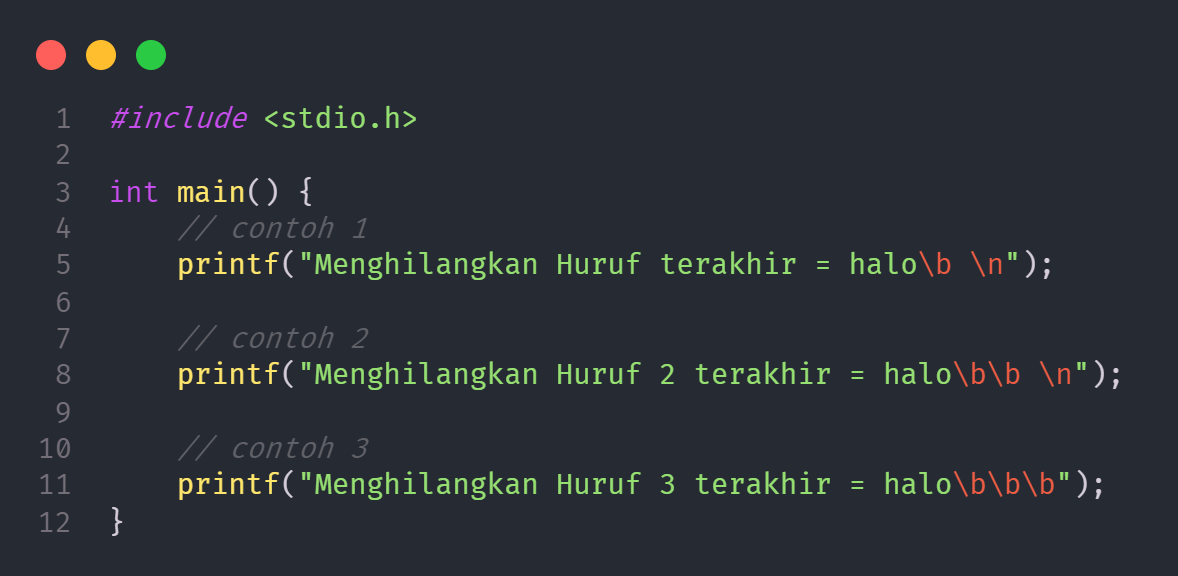 1 #include <stdio.h>
2
3 int main() {
4     // contoh 1
5     printf("Menghilangkan Huruf terakhir = halo\b \n");
6
7     // contoh 2
8     printf("Menghilangkan Huruf 2 terakhir = halo\b\b \n");
9
10     // contoh 3
11     printf("Menghilangkan Huruf 3 terakhir = halo\b\b\b");
12 }